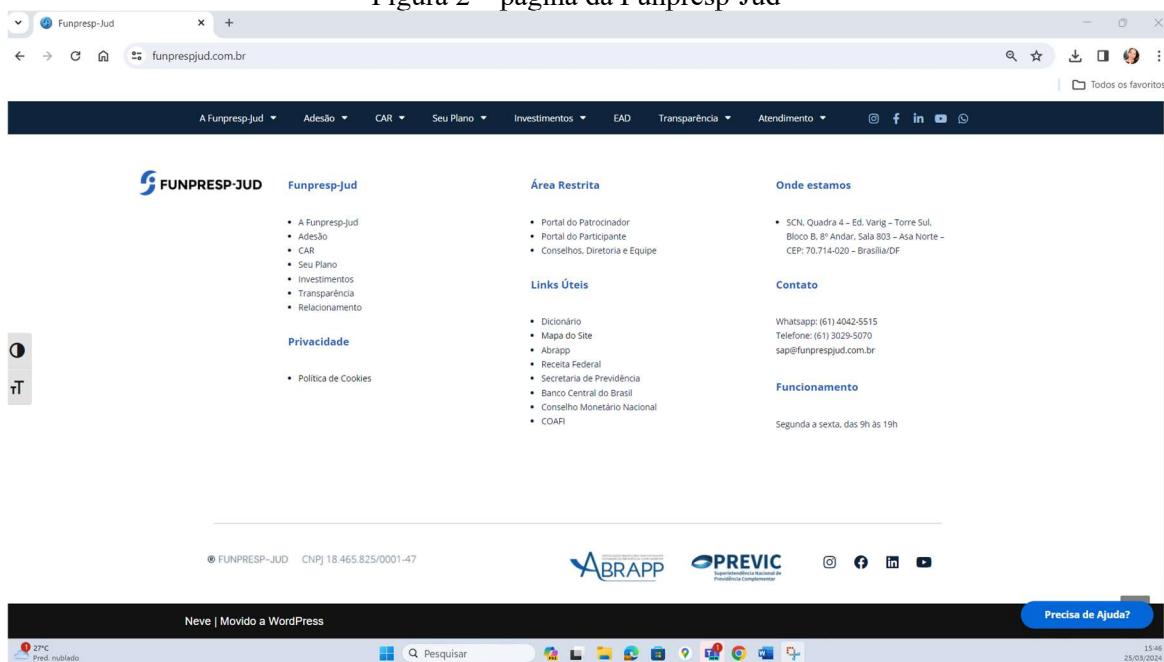 Figura 2 – página da Funpresp-Jud
Funpresp-Jud
funprespjud.com.br
Todos os favoritos
A Funpresp-Jud Adesão CAR Seu Plano Investimentos EAD Transparência Atendimento
FUNPRESP-JUD
Funpresp-Jud
A Funpresp-Jud
Adesão
CAR
Seu Plano
Investimentos
Transparência
Relacionamento
Privacidade
Política de Cookies
Área Restrita
Portal do Patrocinador
Portal do Participante
Conselhos, Diretoria e Equipe
Links Úteis
Dicionário
Mapa do Site
Abrapp
Receita Federal
Secretaria de Previdência
Banco Central do Brasil
Conselho Monetário Nacional
COAFI
Onde estamos
SCN, Quadra 4 – Ed. Varig – Torre Sul,
Bloco B, 8º Andar, Sala 803 – Asa Norte –
CEP: 70.714-020 – Brasília/DF
Contato
Whatsapp: (61) 4042-5515
Telefone: (61) 3029-5070
sap@funprespjud.com.br
Funcionamento
Segunda a sexta, das 9h às 19h
® FUNPRESP-JUD CNPJ 18.465.825/0001-47
ABRAPP
PREVIC
Superintendência Nacional de
Previdência Complementar
Precisa de Ajuda?
Neve | Movido a WordPress
27°C
Pred. nublado
Pesquisar
15:46
25/03/2024